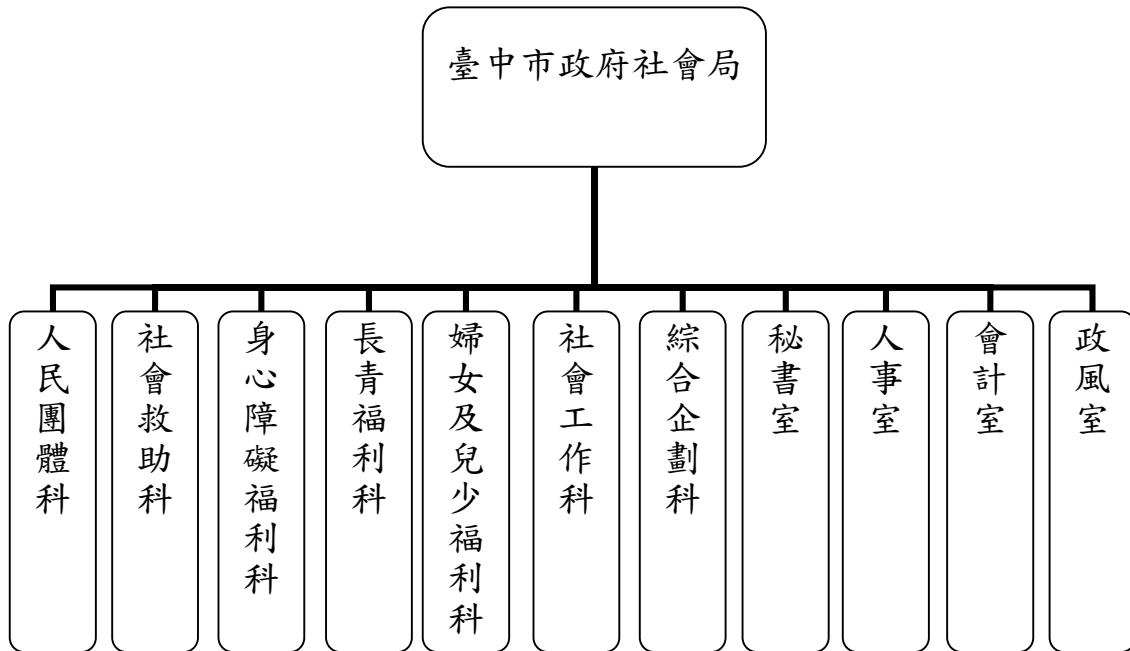 臺中市政府社會局
人民團體科
社會救助科
身心障礙福利科
長青福利科
婦女及兒少福利科
社會工作科
綜合企劃科
秘書室
人事室
會計室
政風室